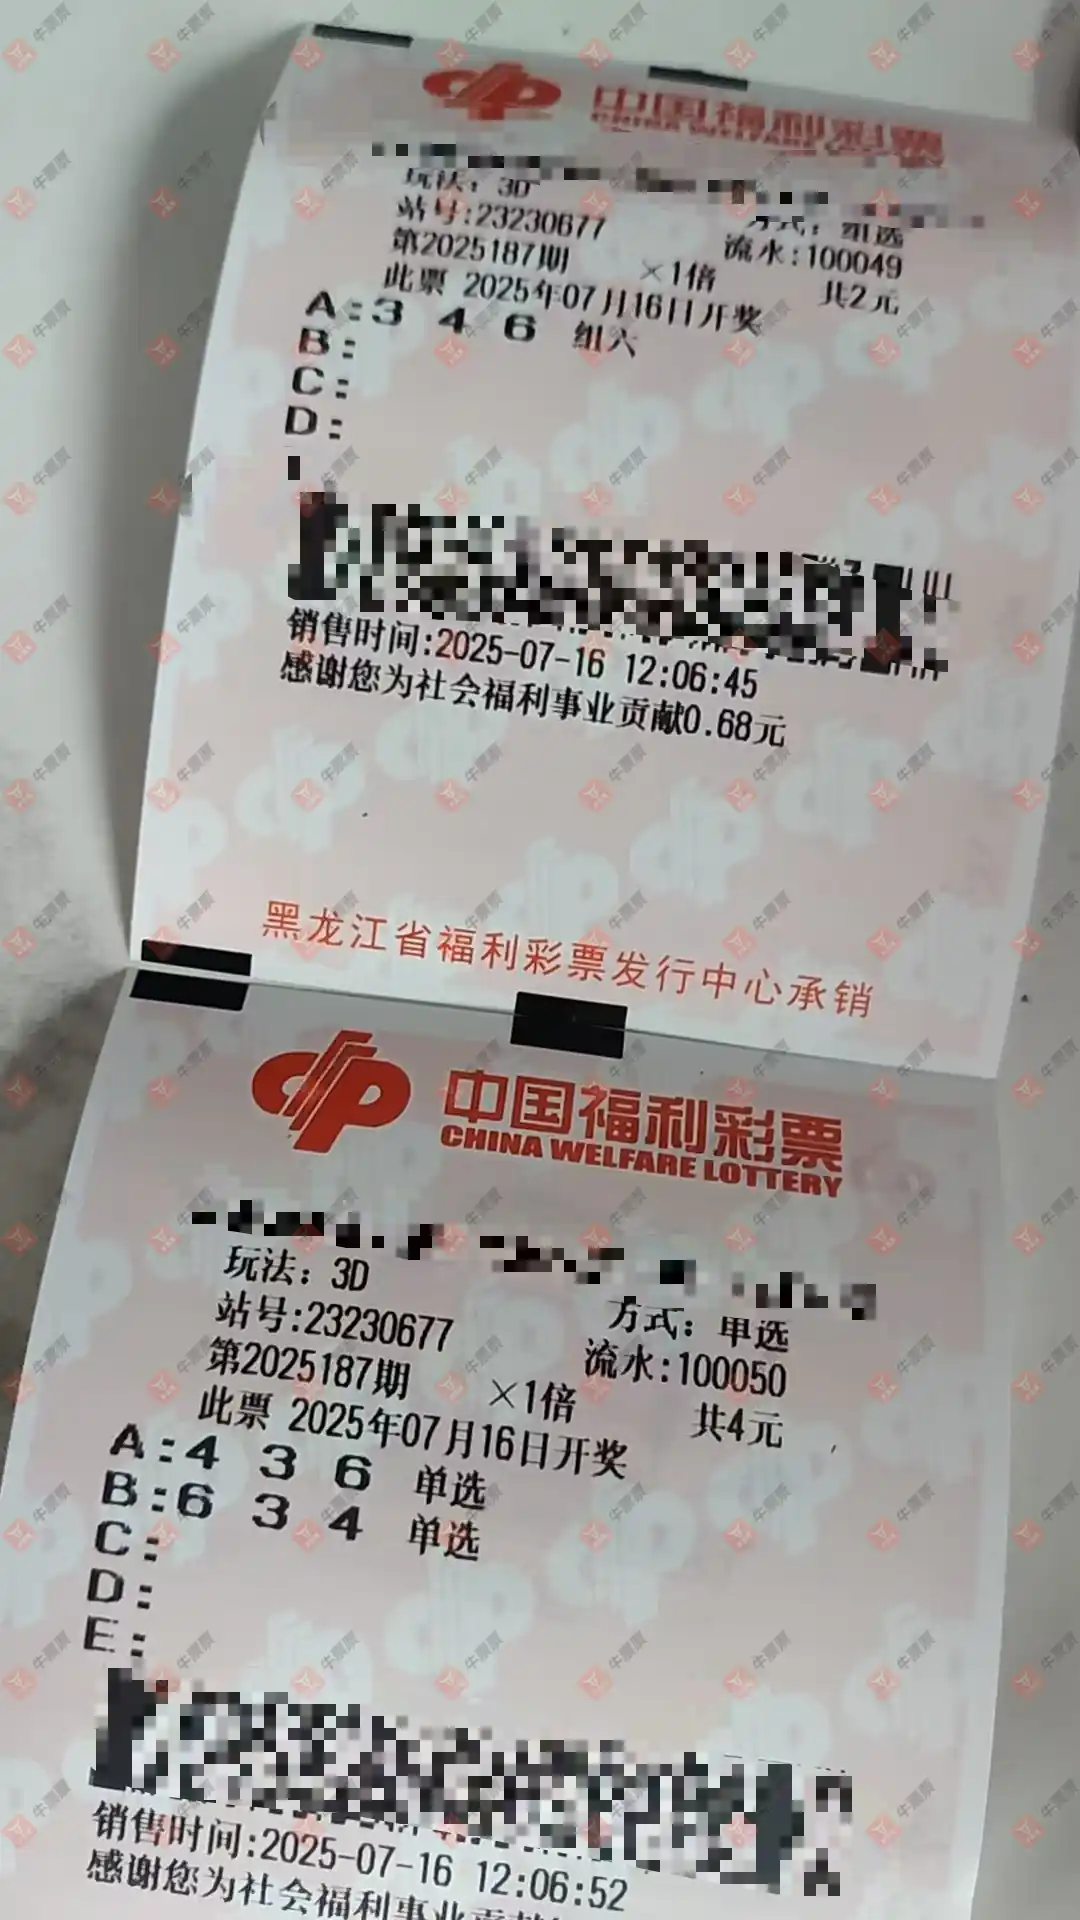 中国福利彩票
CHINA WELFARE LOTTERY
玩法：3D 方式：组选
站号:23230677 流水:100049
第2025187期 ×1倍 共2元
此票 2025年07月16日开奖
A:3 4 6 组六
B:
C:
D:
销售时间:2025-07-16 12:06:45
感谢您为社会福利事业贡献0.68元
黑龙江省福利彩票发行中心承销
中国福利彩票
CHINA WELFARE LOTTERY
玩法：3D 方式：单选
站号:23230677 流水:100050
第2025187期 ×1倍 共4元
此票 2025年07月16日开奖
A:4 3 6 单选
B:6 3 4 单选
C:
D:
E:
销售时间:2025-07-16 12:06:52
感谢您为社会福利事业贡献
牛票票